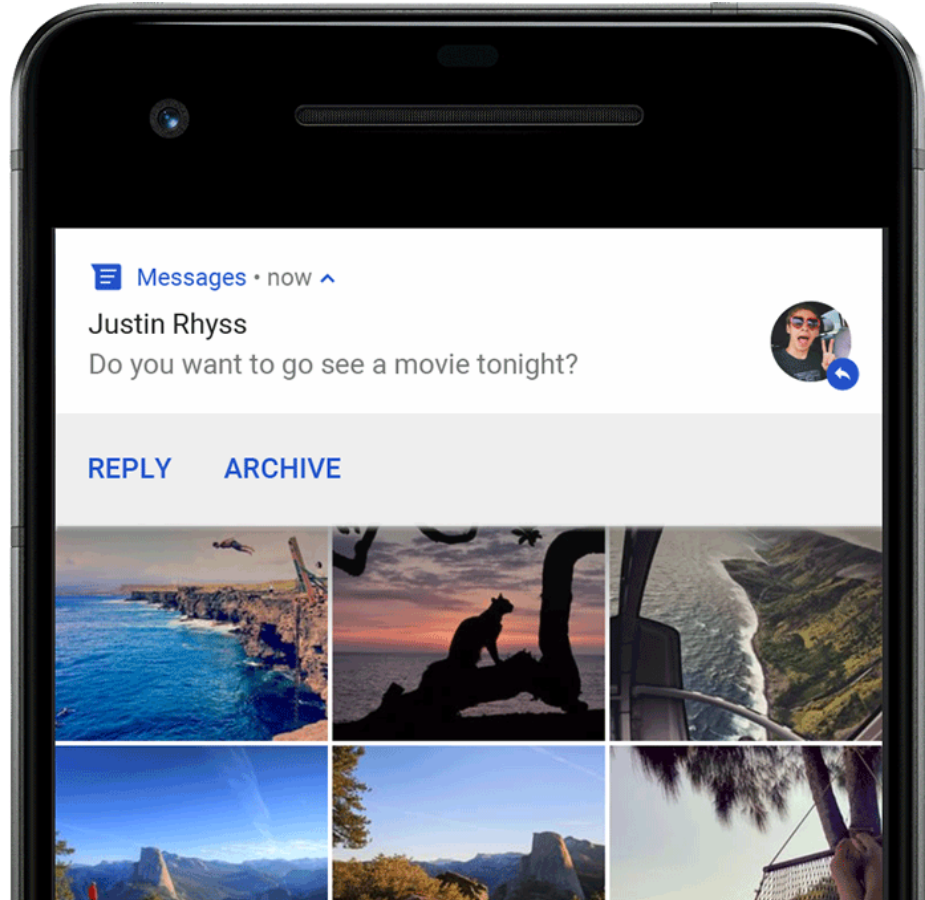 Messages • now
Justin Rhyss
Do you want to go see a movie tonight?
REPLY ARCHIVE